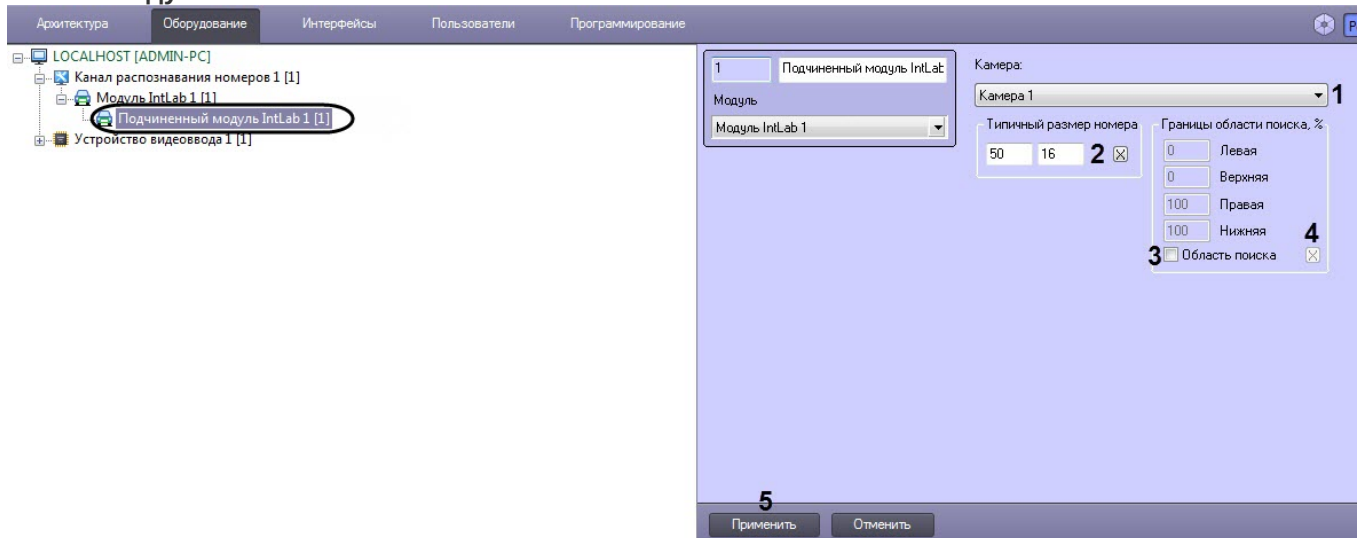 Архитектура Оборудование Интерфейсы Пользователи Программирование
LOCALHOST [ADMIN-PC]
Канал распознавания номеров 1 [1]
Модуль IntLab 1 [1]
Подчиненный модуль IntLab 1 [1]
Устройство видеоввода 1 [1]
1 Подчиненный модуль IntLab
Модуль
Модуль IntLab 1
Камера:
Камера 1 1
Типичный размер номера
50 16 2
Границы области поиска, %
0 Левая
0 Верхняя
100 Правая
100 Нижняя
4
3 Область поиска
5
Применить Отменить